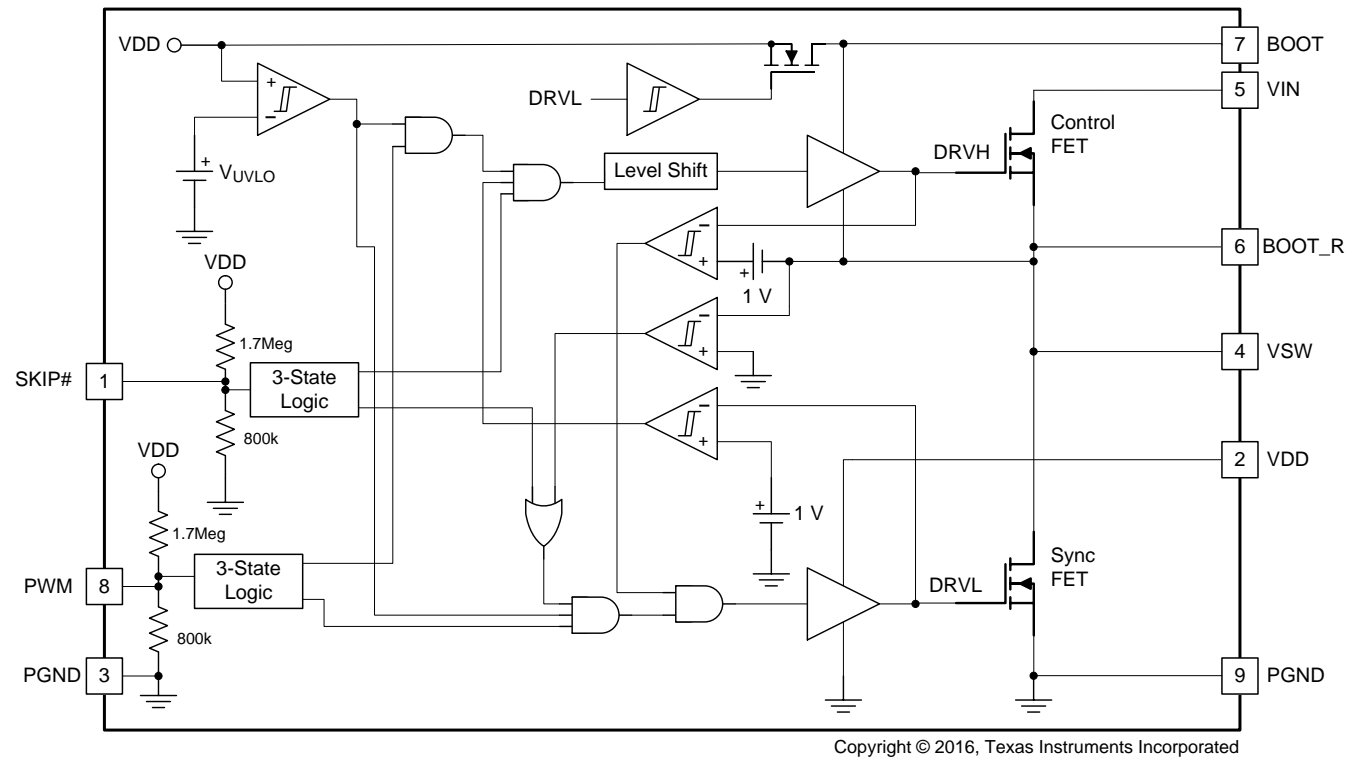 VDD
7 BOOT
5 VIN
DRVL
Control
FET
+
−
DRVH
+
VUVLO
Level Shift
VDD
−
6 BOOT_R
+
+
1 V
1.7Meg
−
4 VSW
+
SKIP# 1
3-State
Logic
−
800k
+
VDD
2 VDD
+
1 V
1.7Meg
3-State
Logic
Sync
FET
PWM 8
DRVL
800k
PGND 3
9 PGND
Copyright © 2016, Texas Instruments Incorporated